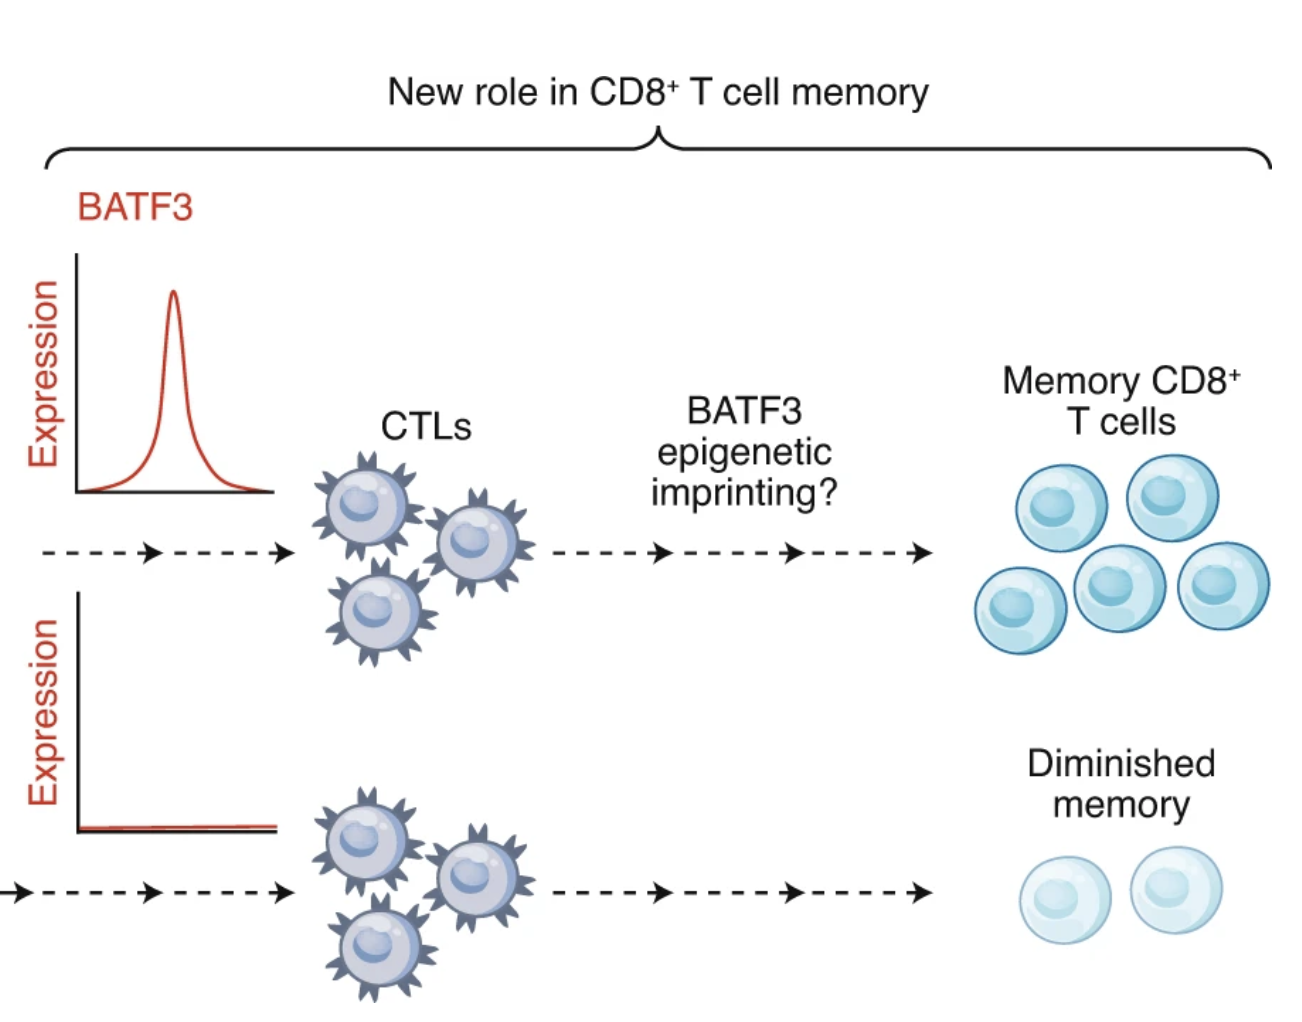 New role in CD8⁺ T cell memory
BATF3
Expression
CTLs
BATF3
epigenetic
imprinting?
Memory CD8⁺
T cells
Expression
Diminished
memory